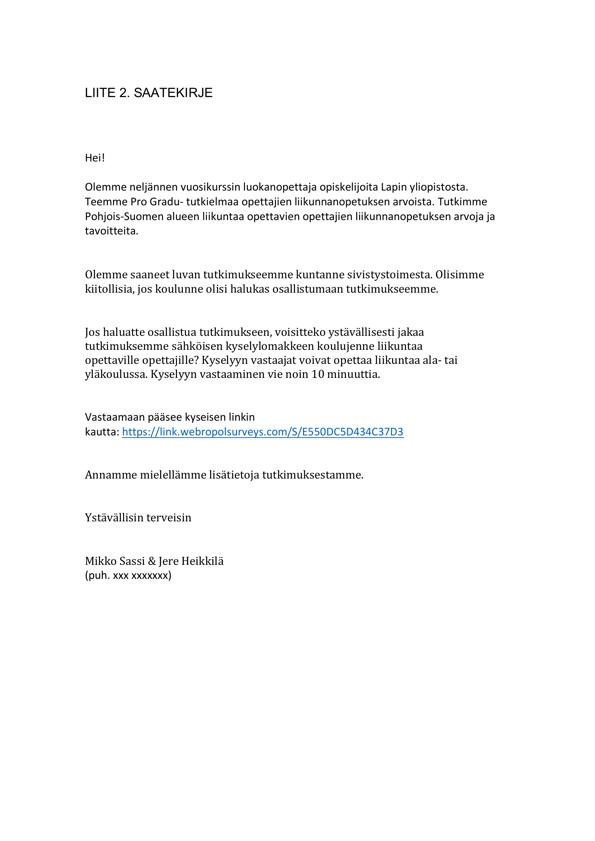 LIITE 2. SAATEKIRJE
Hei!
Olemme neljännen vuosikurssin luokanopettaja opiskelijoita Lapin yliopistosta.
Teemme Pro Gradu- tutkielmaa opettajien liikunnanopetuksen arvoista. Tutkimme
Pohjois-Suomen alueen liikuntaa opettavien opettajien liikunnanopetuksen arvoja ja
tavoitteita.
Olemme saaneet luvan tutkimukseemme kuntanne sivistystoimesta. Olisimme
kiitollisia, jos koulunne olisi halukas osallistumaan tutkimukseemme.
Jos haluatte osallistua tutkimukseen, voisitteko ystävällisesti jakaa
tutkimuksemme sähköisen kyselylomakkeen koulujenne liikuntaa
opettaville opettajille? Kyselyyn vastaajat voivat opettaa liikuntaa ala- tai
yläkoulussa. Kyselyyn vastaaminen vie noin 10 minuuttia.
Vastaamaan pääsee kyseisen linkin
kautta: https://link.webropolsurveys.com/S/E550DC5D434C37D3
Annamme mielellämme lisätietoja tutkimuksestamme.
Ystävällisin terveisin
Mikko Sassi & Jere Heikkilä
(puh. xxx xxxxxxx)